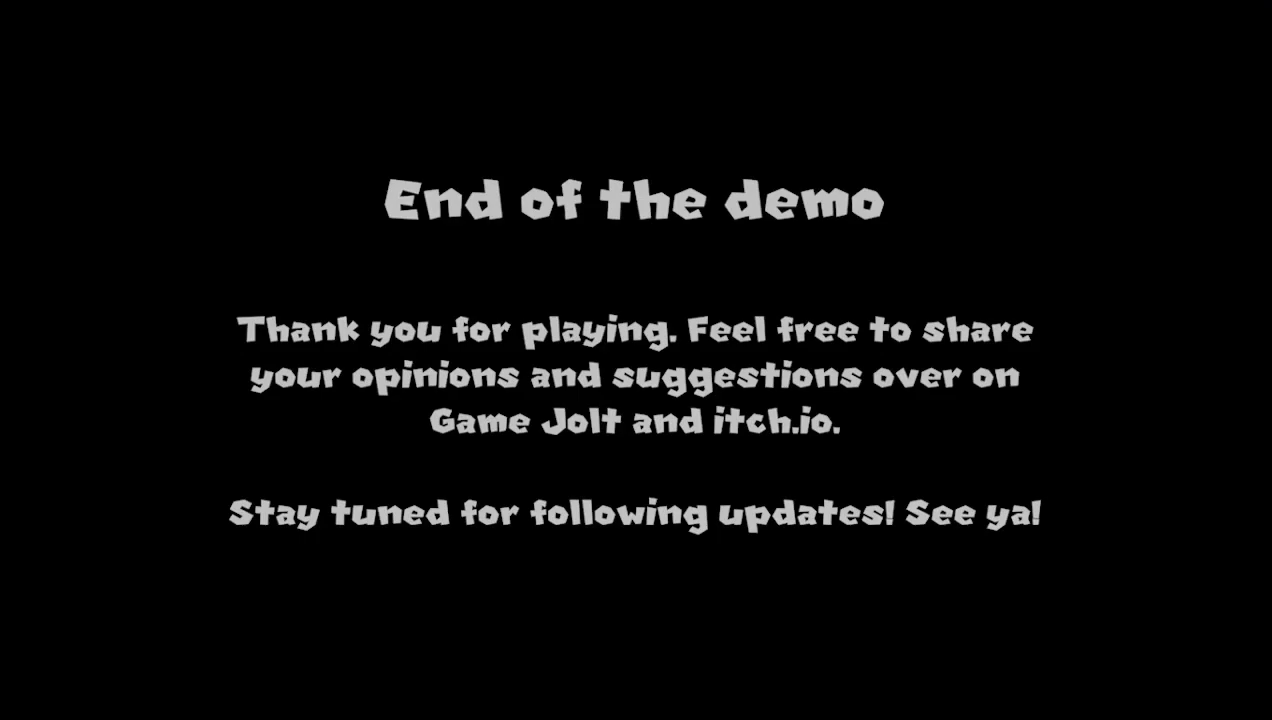 End of the demo
Thank you for playing. Feel free to share
your opinions and suggestions over on
Game Jolt and itch.io.
Stay tuned for following updates! See ya!